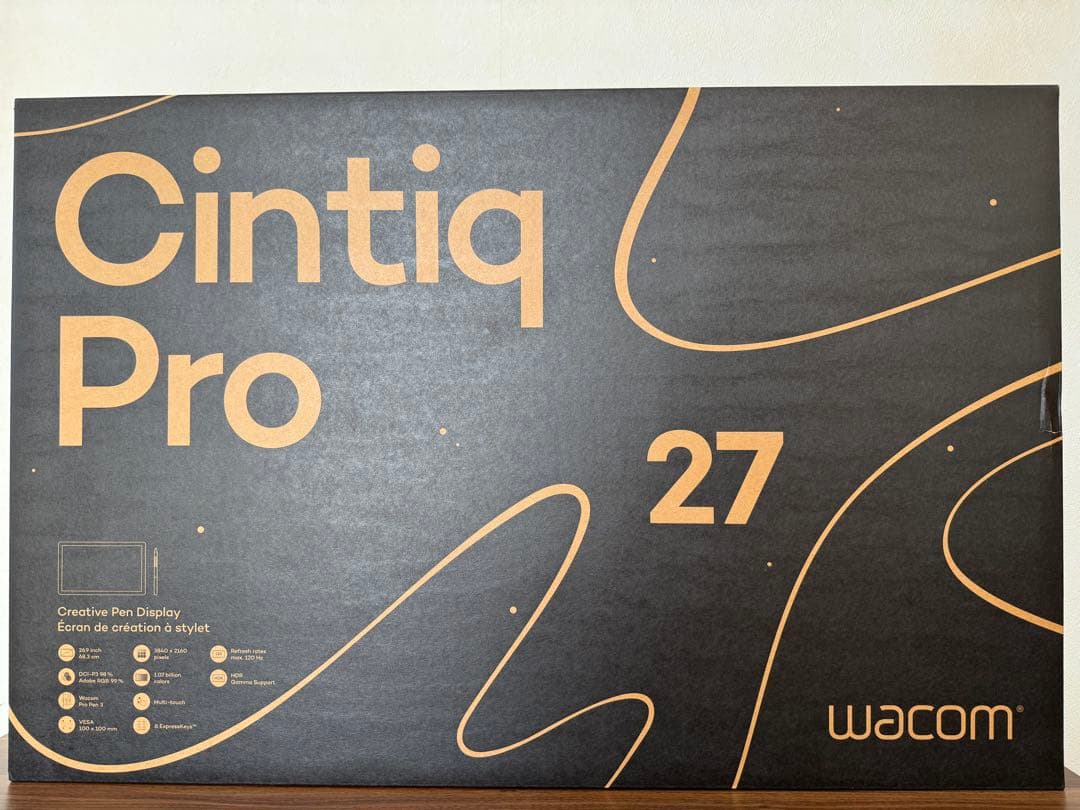 Cintiq
Pro
27
Creative Pen Display
Écran de création à stylet
26.9 inch
68.3 cm
3840 x 2160
pixels
Refresh rates
max. 120 Hz
DCI-P3 98 %
Adobe RGB 99 %
1.07 billion
colors
HDR
Gamma Support
Wacom
Pro Pen 3
Multi-touch
VESA
100 x 100 mm
8 ExpressKeys™
wacom®